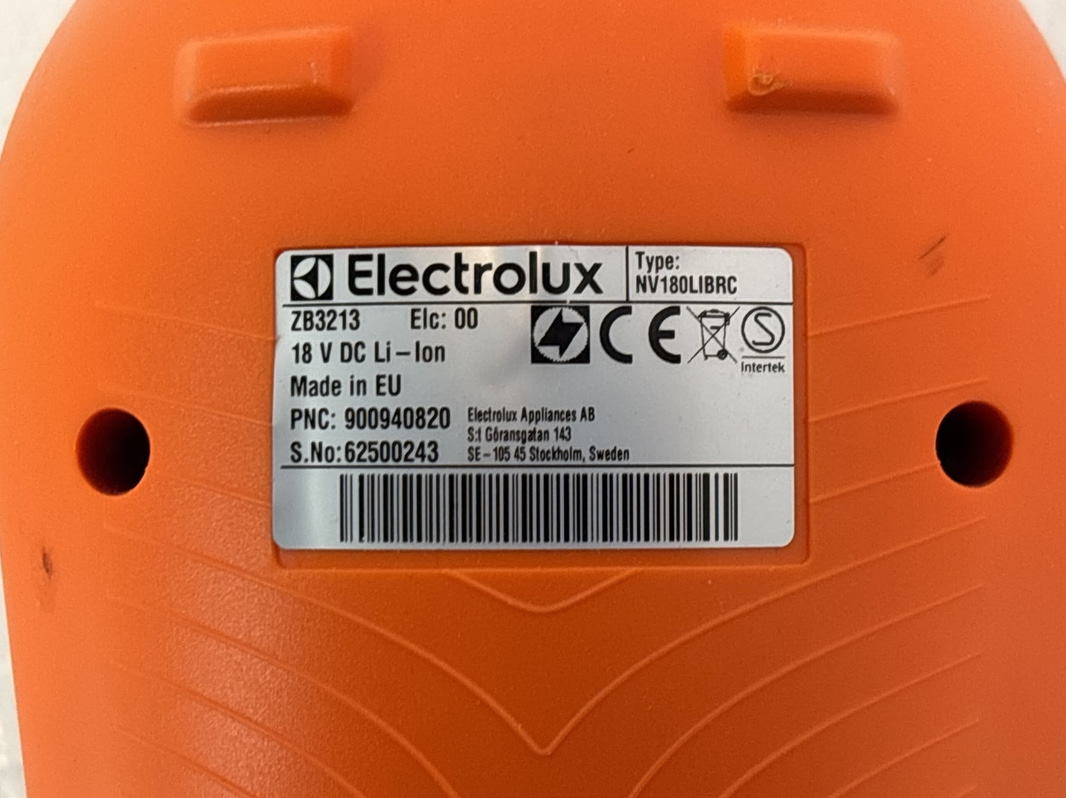 Electrolux
Type:
NV180LIBRC
ZB3213 Elc: 00
18 V DC Li-Ion
Made in EU
PNC: 900940820
S.No:62500243
Electrolux Appliances AB
S:t Göransgatan 143
SE-105 45 Stockholm, Sweden
CE
S
Intertek